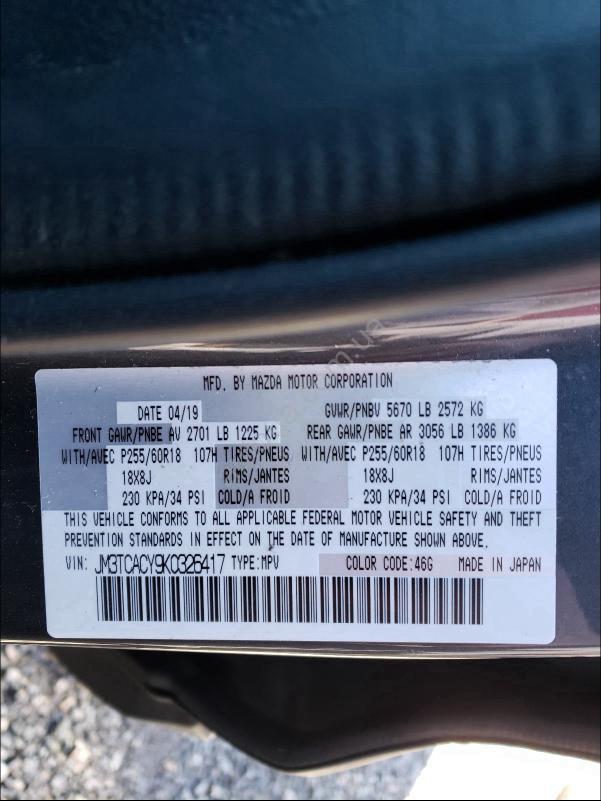 MFD. BY MAZDA MOTOR CORPORATION
DATE 04/19 GVWR/PNBV 5670 LB 2572 KG
FRONT GAWR/PNBE AV 2701 LB 1225 KG REAR GAWR/PNBE AR 3056 LB 1386 KG
WITH/AVEC P255/60R18 107H TIRES/PNEUS WITH/AVEC P255/60R18 107H TIRES/PNEUS
18X8J RIMS/JANTES 18X8J RIMS/JANTES
230 KPA/34 PSI COLD/A FROID 230 KPA/34 PSI COLD/A FROID
THIS VEHICLE CONFORMS TO ALL APPLICABLE FEDERAL MOTOR VEHICLE SAFETY AND THEFT
PREVENTION STANDARDS IN EFFECT ON THE DATE OF MANUFACTURE SHOWN ABOVE.
VIN: JM3TCACY9K0326417 TYPE:MPV COLOR CODE:46G MADE IN JAPAN